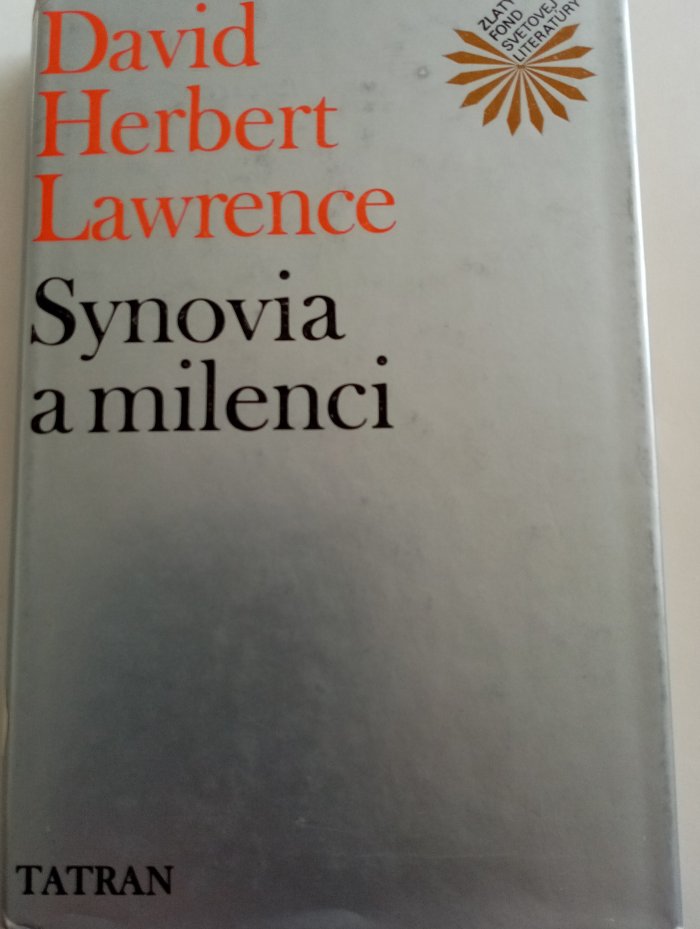 David
Herbert
Lawrence
ZLATÝ
FOND
SVETOVEJ
LITERATÚRY
Synovia
a milenci
TATRAN